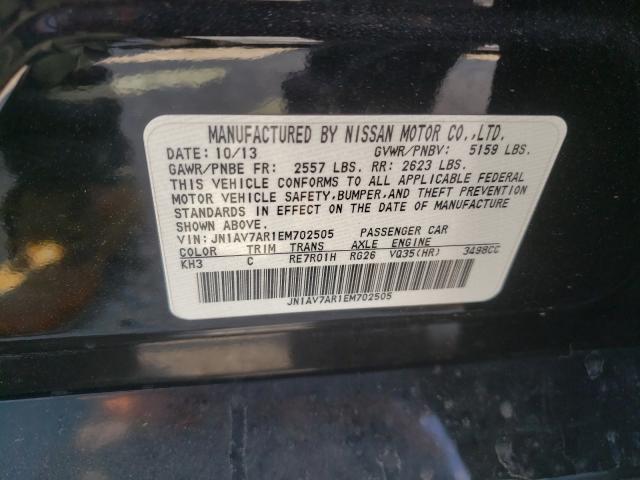 MANUFACTURED BY NISSAN MOTOR CO.,LTD.
DATE: 10/13 GVWR/PNBV: 5159 LBS.
GAWR/PNBE FR: 2557 LBS. RR: 2623 LBS.
THIS VEHICLE CONFORMS TO ALL APPLICABLE FEDERAL
MOTOR VEHICLE SAFETY,BUMPER,AND THEFT PREVENTION
STANDARDS IN EFFECT ON THE DATE OF MANUFACTURE
SHOWN ABOVE.
VIN: JN1AV7AR1EM702505 PASSENGER CAR
COLOR TRIM TRANS AXLE ENGINE
KH3 C RE7R01H RG26 VQ35(HR) 3498CC
JN1AV7AR1EM702505